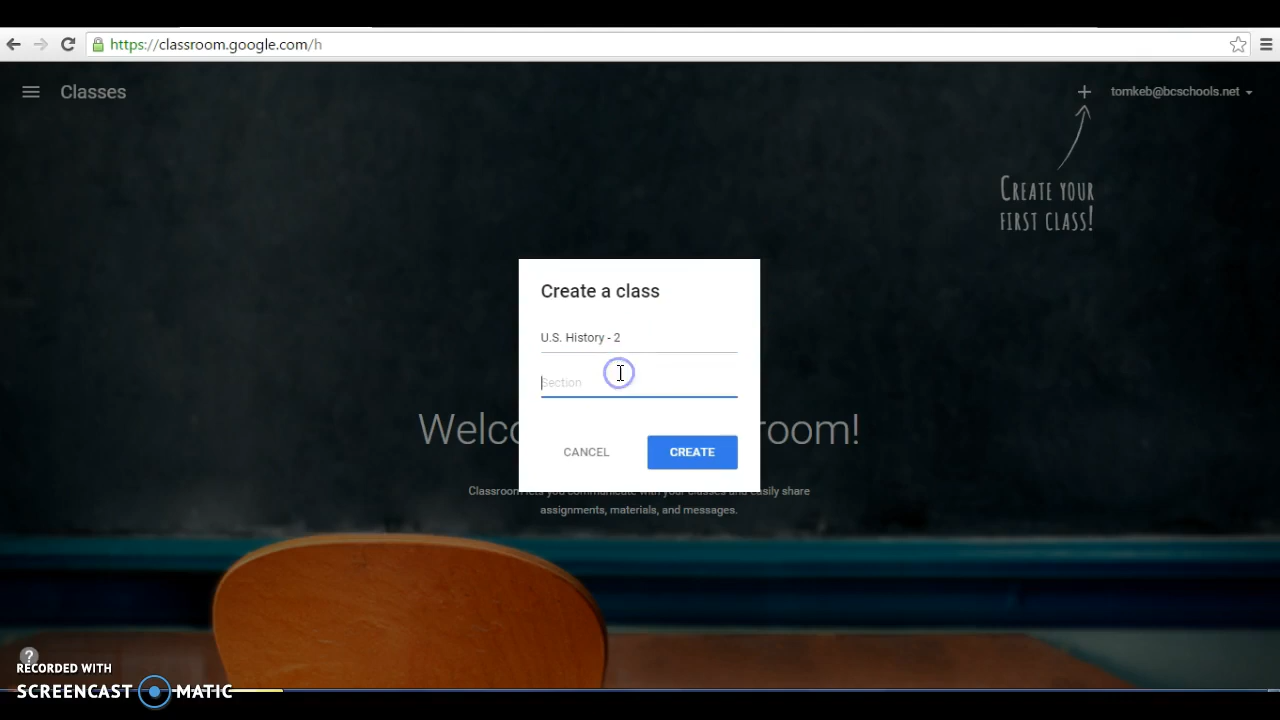 https://classroom.google.com/h
Classes
+
tomkeb@bcschools.net
CREATE YOUR
FIRST CLASS!
Create a class
U.S. History - 2
Section
Welc room!
CANCEL
CREATE
Classroom lets you communicate with your classes and easily share
assignments, materials, and messages.
?
RECORDED WITH
SCREENCAST MATIC